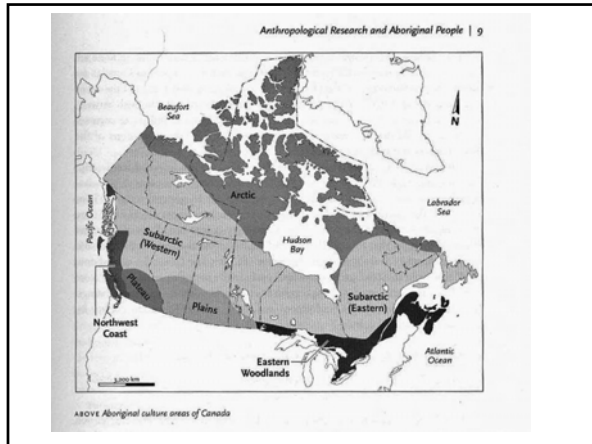 Anthropological Research and Aboriginal People | 9
Beaufort
Sea
N
Arctic
Pacific Ocean
Labrador
Sea
Subarctic
(Western)
Hudson
Bay
Plateau
Plains
Subarctic
(Eastern)
Northwest
Coast
Eastern
Woodlands
Atlantic
Ocean
ABOVE Aboriginal culture areas of Canada